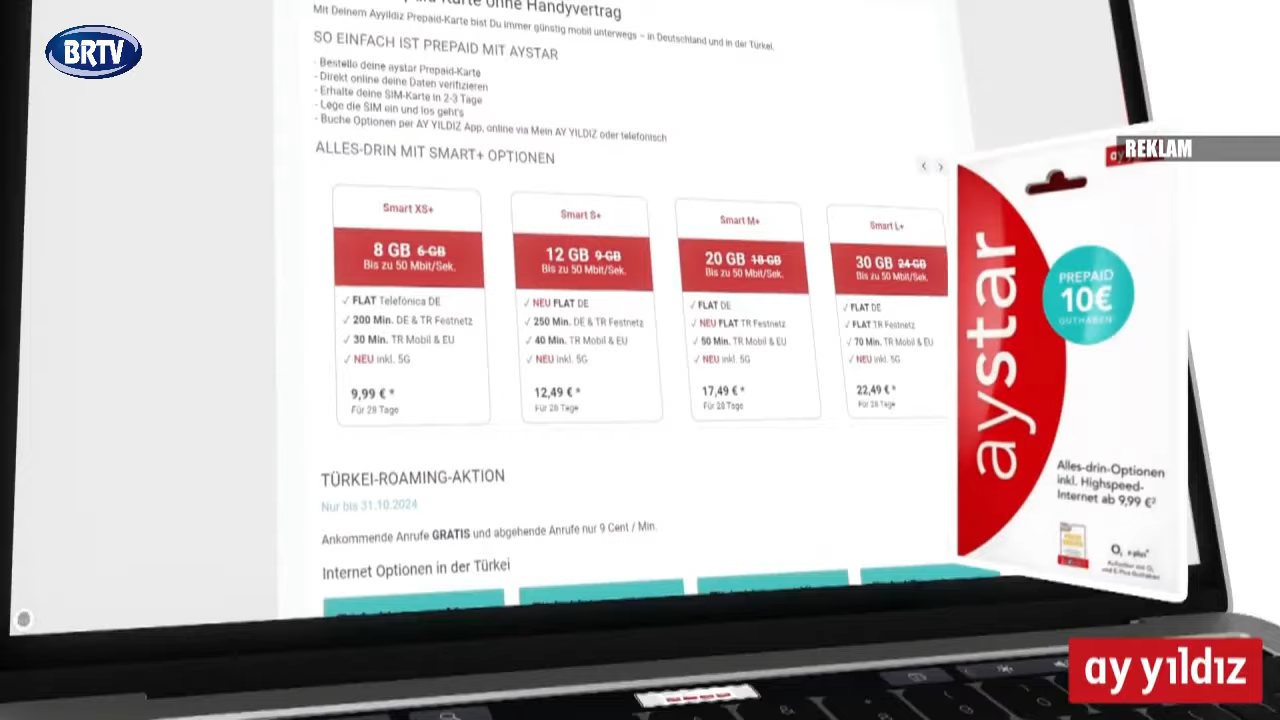 BRTV
Karte ohne Handyvertrag
Mit Deinem Ayyildiz Prepaid-Karte bist Du immer günstig mobil unterwegs – in Deutschland und in der Türkei.
SO EINFACH IST PREPAID MIT AYSTAR
- Bestelle deine aystar Prepaid-Karte
- Direkt online deine Daten verifizieren
- Erhalte deine SIM-Karte in 2-3 Tage
- Lege die SIM ein und los geht's
- Buche Optionen per AY YILDIZ App, online via Mein AY YILDIZ oder telefonisch
REKLAM
ALLES-DRIN MIT SMART+ OPTIONEN
Smart XS+
8 GB 6 GB
Bis zu 50 Mbit/Sek.
✓ FLAT Telefónica DE
✓ 200 Min. DE & TR Festnetz
✓ 30 Min. TR Mobil & EU
✓ NEU inkl. 5G
9,99 € *
Für 28 Tage
Smart S+
12 GB 9 GB
Bis zu 50 Mbit/Sek.
✓ NEU FLAT DE
✓ 250 Min. DE & TR Festnetz
✓ 40 Min. TR Mobil & EU
✓ NEU inkl. 5G
12,49 € *
Für 28 Tage
Smart M+
20 GB 18 GB
Bis zu 50 Mbit/Sek.
✓ FLAT DE
✓ NEU FLAT TR Festnetz
✓ 50 Min. TR Mobil & EU
✓ NEU inkl. 5G
17,49 € *
Für 28 Tage
Smart L+
30 GB 24 GB
Bis zu 50 Mbit/Sek.
✓ FLAT DE
✓ FLAT TR Festnetz
✓ 70 Min. TR Mobil & EU
✓ NEU inkl. 5G
22,49 € *
Für 28 Tage
aystar
PREPAID
10€
GUTHABEN
Alles-drin-Optionen
inkl. Highspeed-
Internet ab 9,99 €²
O₂ e-plus
TÜRKEI-ROAMING-AKTION
Nur bis 31.10.2024
Ankommende Anrufe GRATIS und abgehende Anrufe nur 9 Cent / Min.
Internet Optionen in der Türkei
ay yıldız